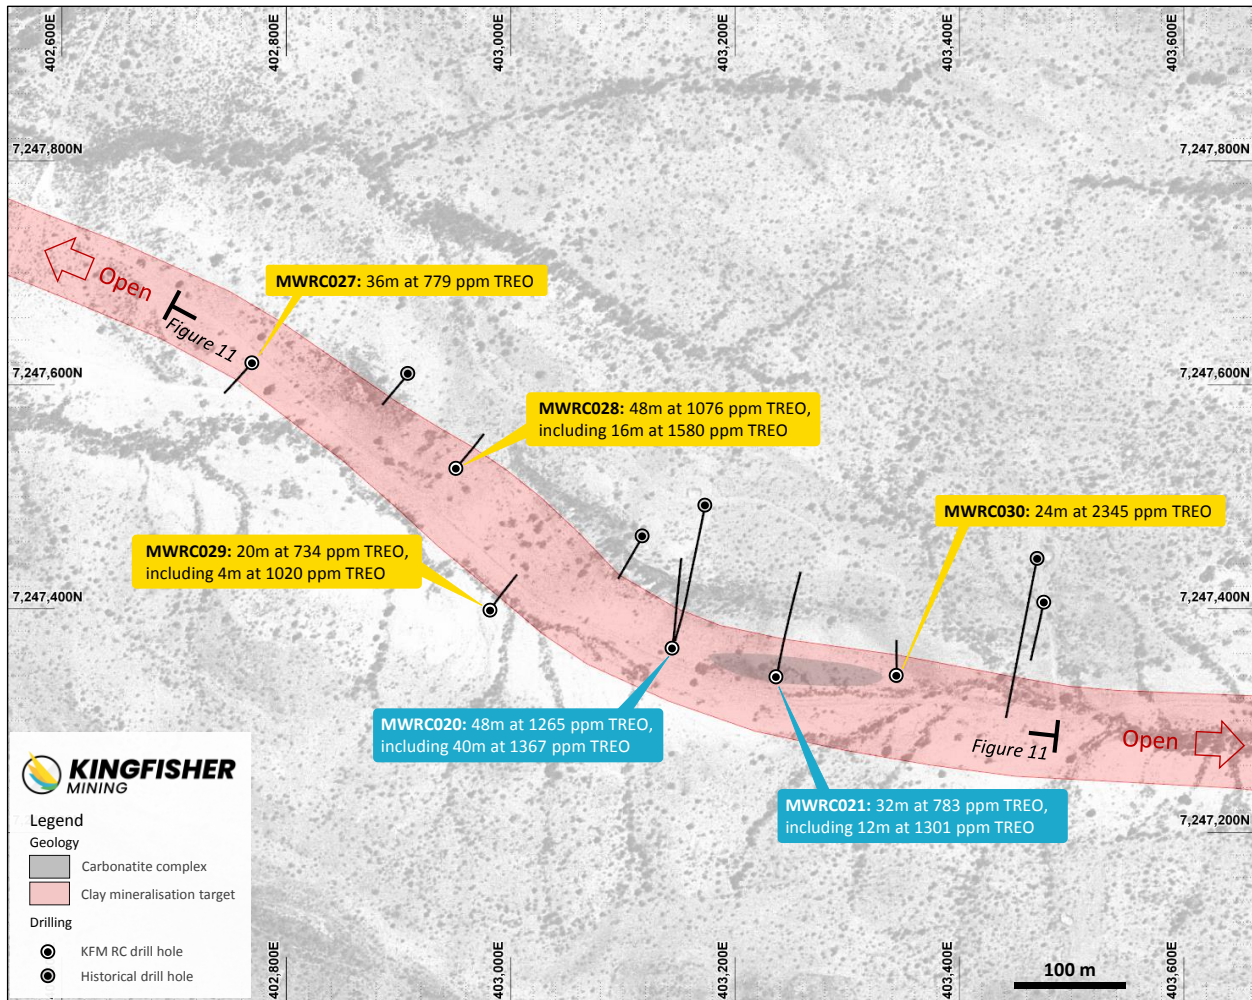 402,600E
402,800E
403,000E
403,200E
403,400E
403,600E
7,247,800N
7,247,800N
Open
Figure 11
MWRC027: 36m at 779 ppm TREO
7,247,600N
7,247,600N
MWRC028: 48m at 1076 ppm TREO,
including 16m at 1580 ppm TREO
MWRC030: 24m at 2345 ppm TREO
MWRC029: 20m at 734 ppm TREO,
including 4m at 1020 ppm TREO
7,247,400N
7,247,400N
MWRC020: 48m at 1265 ppm TREO,
including 40m at 1367 ppm TREO
Figure 11
Open
MWRC021: 32m at 783 ppm TREO,
including 12m at 1301 ppm TREO
7,247,200N
KINGFISHER
MINING
Legend
Geology
Carbonatite complex
Clay mineralisation target
Drilling
KFM RC drill hole
Historical drill hole
402,800E
403,000E
403,200E
403,400E
403,600E
100 m